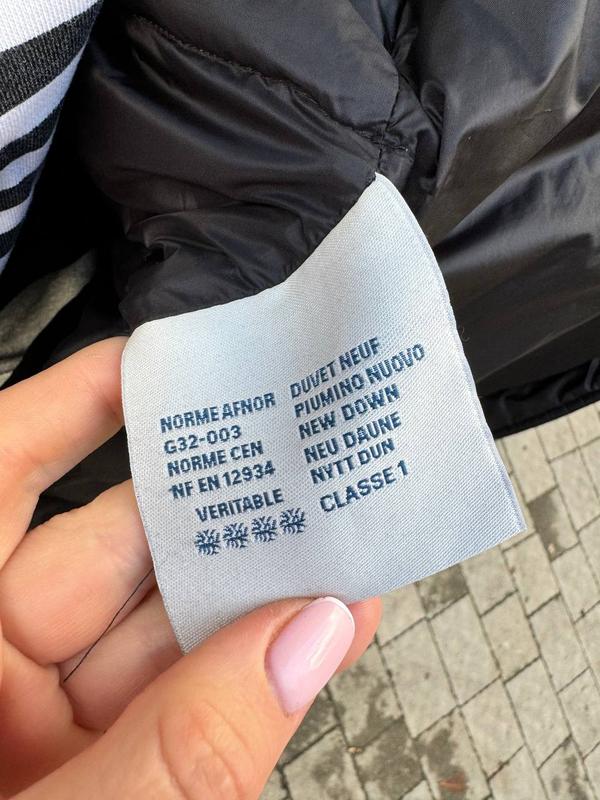 NORME AFNOR
G32-003
NORME CEN
NF EN 12934
VERITABLE
DUVET NEUF
PIUMINO NUOVO
NEW DOWN
NEU DAUNE
NYTT DUN
CLASSE 1